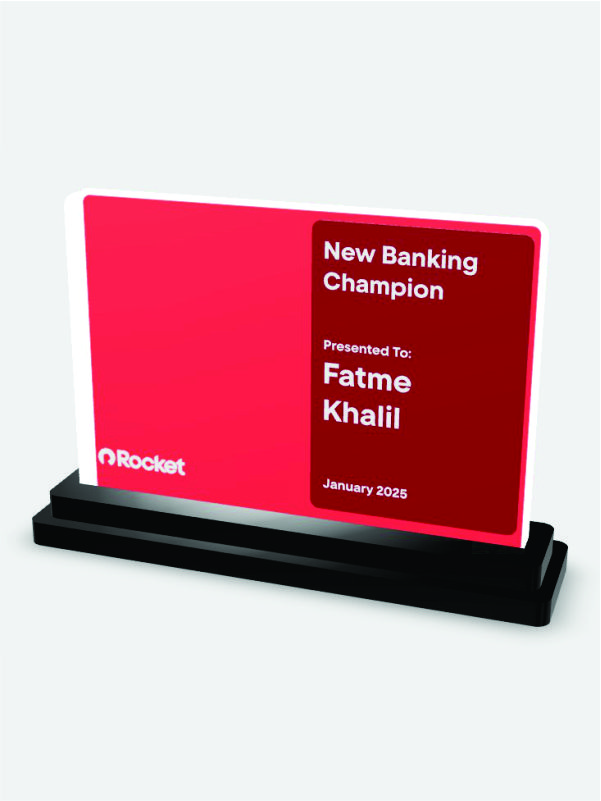 New Banking
Champion
Presented To:
Fatme
Khalil
January 2025
Rocket